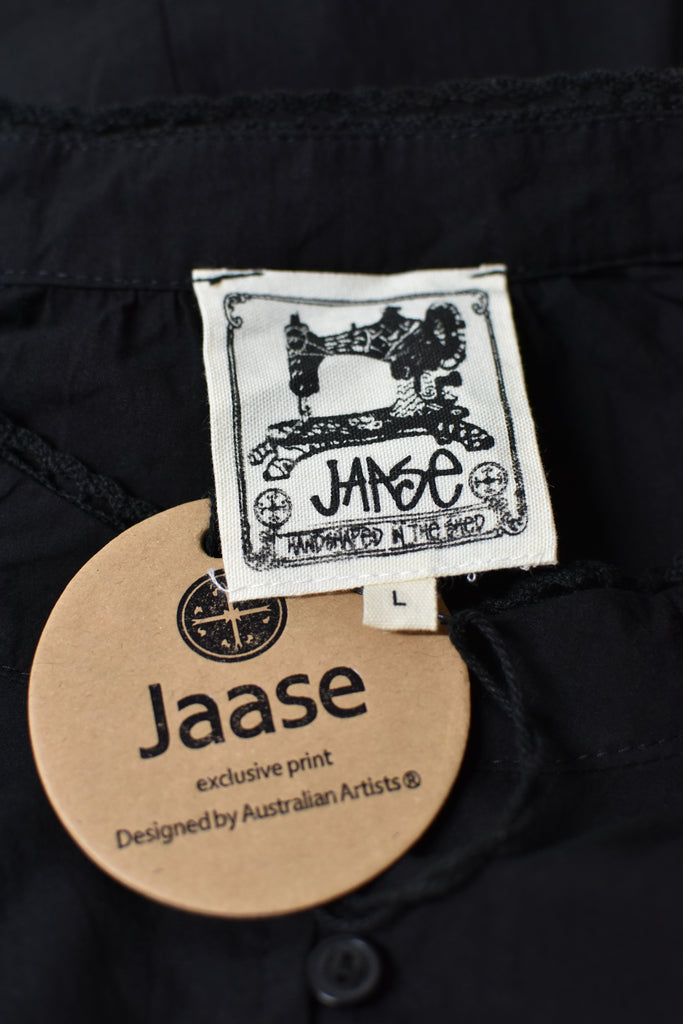 JAASE
HANDSHAPED IN THE SHED
L
Jaase
exclusive print
Designed by Australian Artists®